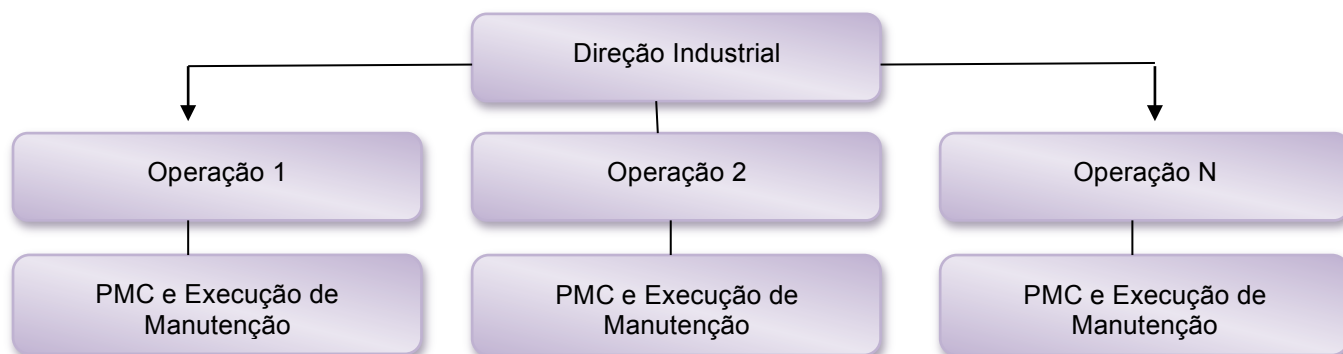 Direção Industrial
Operação 1
Operação 2
Operação N
PMC e Execução de
Manutenção
PMC e Execução de
Manutenção
PMC e Execução de
Manutenção